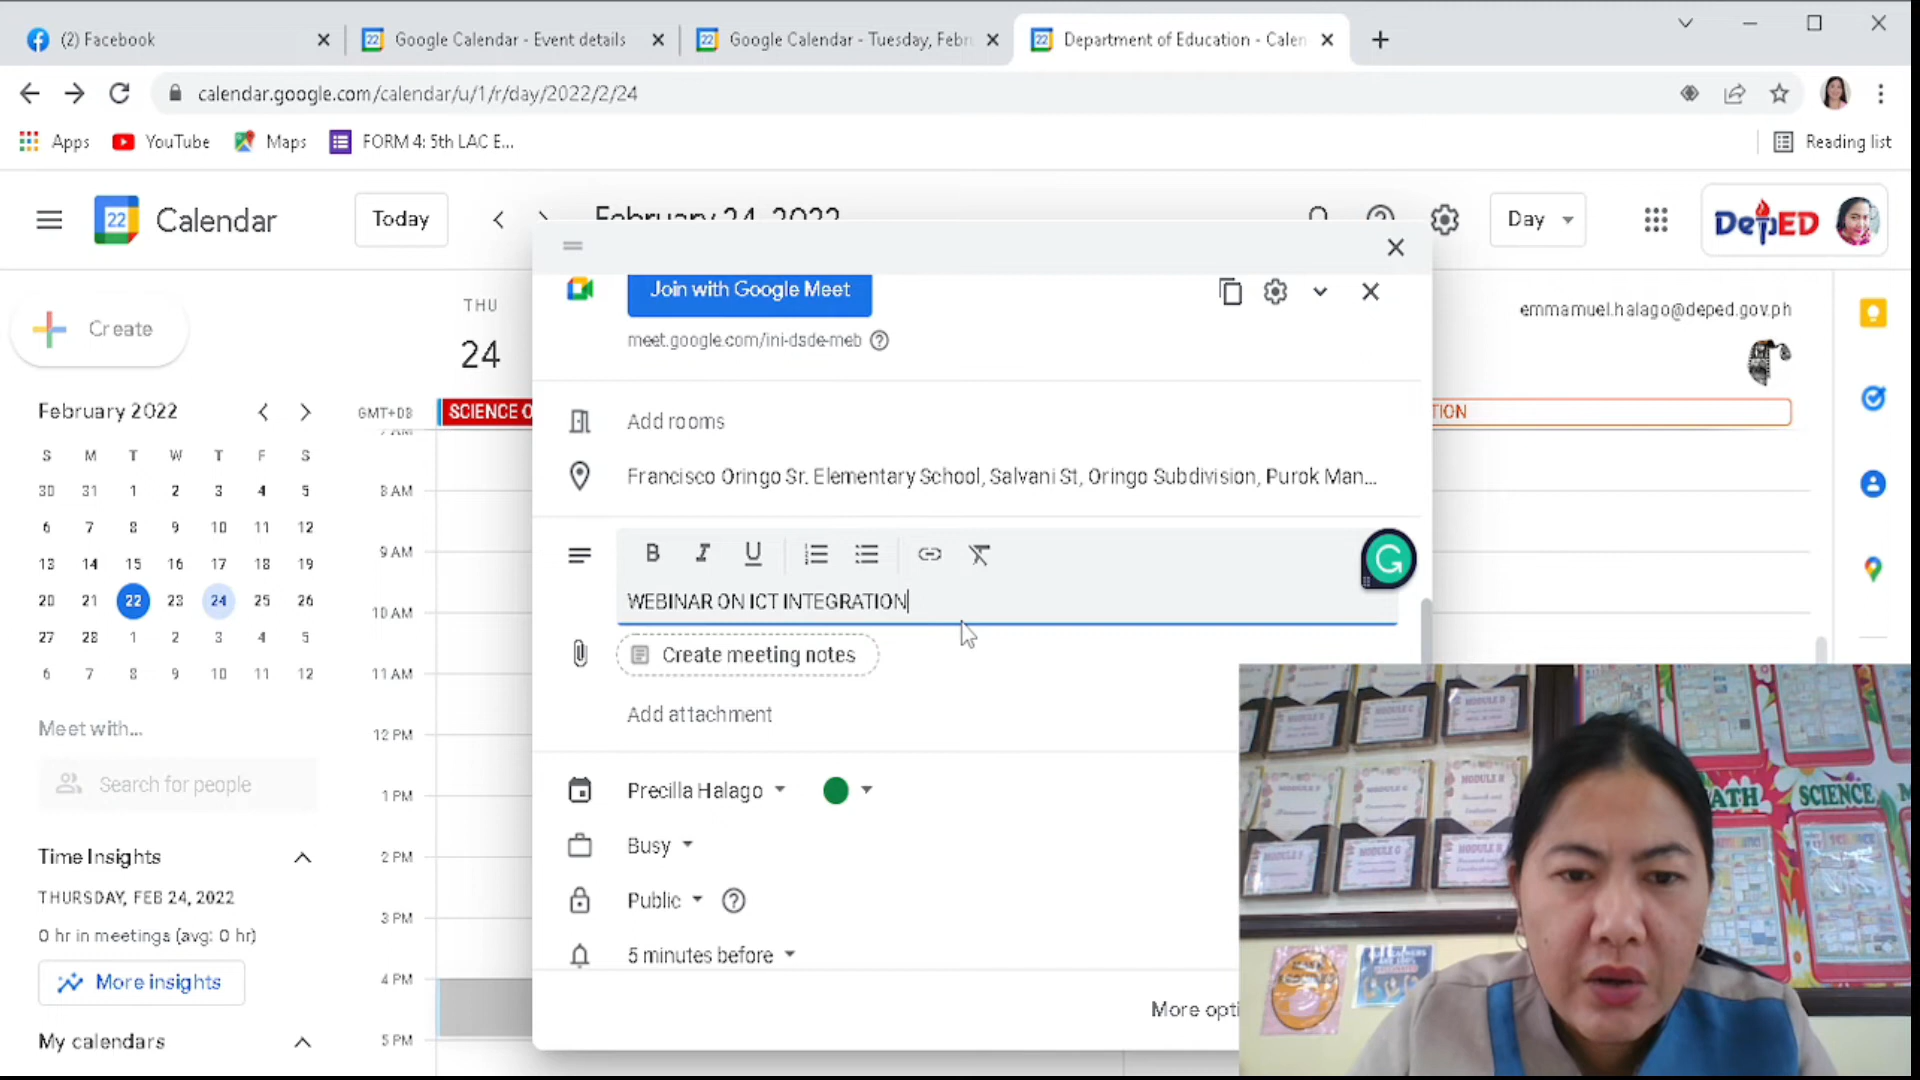 (2) Facebook
Google Calendar - Event details
Google Calendar - Tuesday, Febr
Department of Education - Calen
calendar.google.com/calendar/u/1/r/day/2022/2/24
Apps
YouTube
Maps
FORM 4: 5th LAC E...
Reading list
22
Calendar
Today
February 24, 2022
Day
DepED
Create
THU
24
Join with Google Meet
meet.google.com/ini-dsde-meb
emmamuel.halago@deped.gov.ph
February 2022
GMT+08
SCIENCE O
TION
S M T W T F S
30 31 1 2 3 4 5
6 7 8 9 10 11 12
13 14 15 16 17 18 19
20 21 22 23 24 25 26
27 28 1 2 3 4 5
6 7 8 9 10 11 12
7 AM
8 AM
9 AM
10 AM
11 AM
12 PM
1 PM
2 PM
3 PM
4 PM
5 PM
Add rooms
Francisco Oringo Sr. Elementary School, Salvani St, Oringo Subdivision, Purok Man...
B I U
WEBINAR ON ICT INTEGRATION
Create meeting notes
Add attachment
Meet with...
Search for people
Precilla Halago
Busy
Public
5 minutes before
More opti
Time Insights
THURSDAY, FEB 24, 2022
0 hr in meetings (avg: 0 hr)
More insights
My calendars
MODULE H
MODULE G
ATH
SCIENCE
M